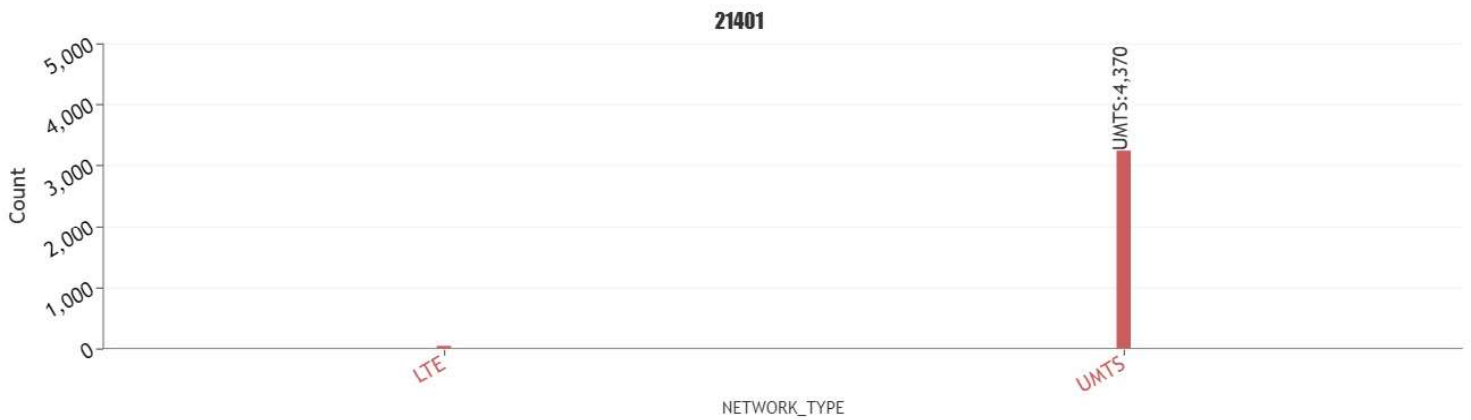 21401
5,000
4,000
3,000
2,000
1,000
0
Count
UMTS:4,370
LTE
UMTS
NETWORK_TYPE